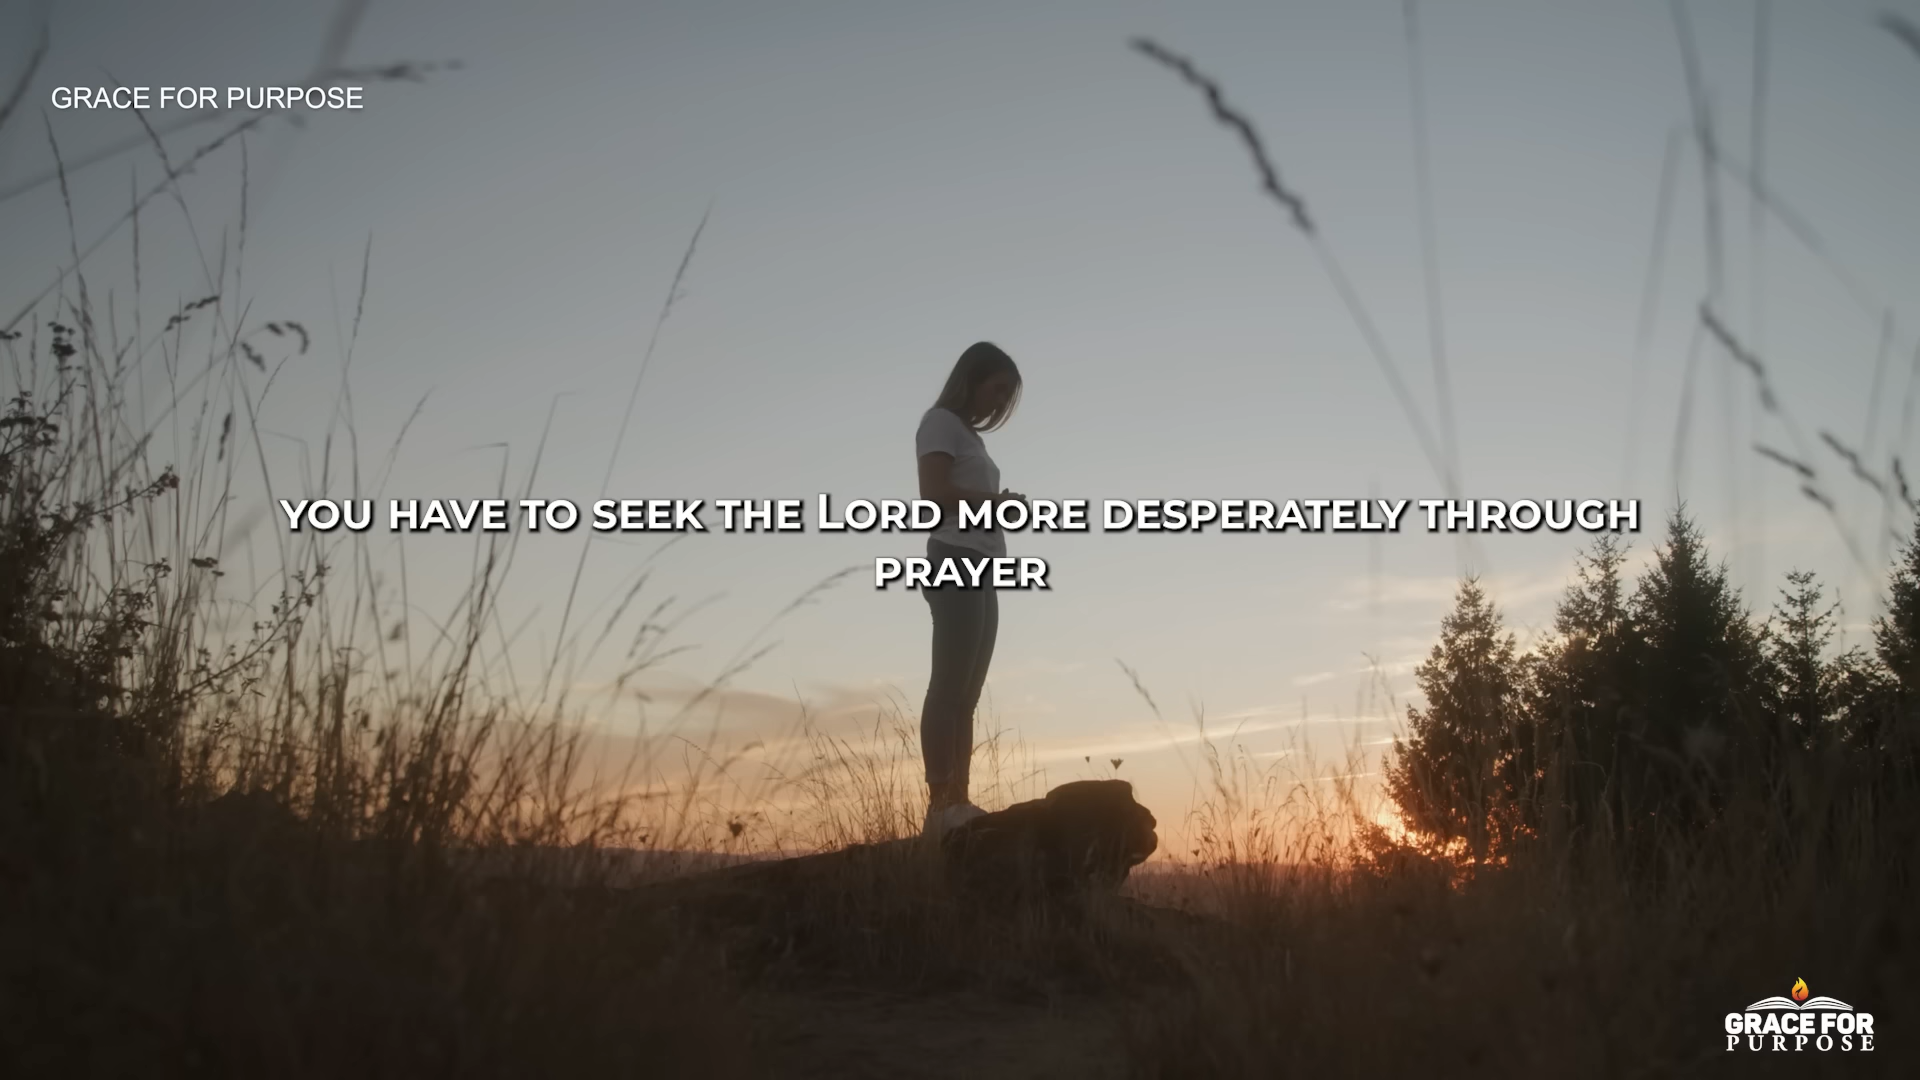 GRACE FOR PURPOSE
YOU HAVE TO SEEK THE LORD MORE DESPERATELY THROUGH
PRAYER
GRACE FOR
PURPOSE